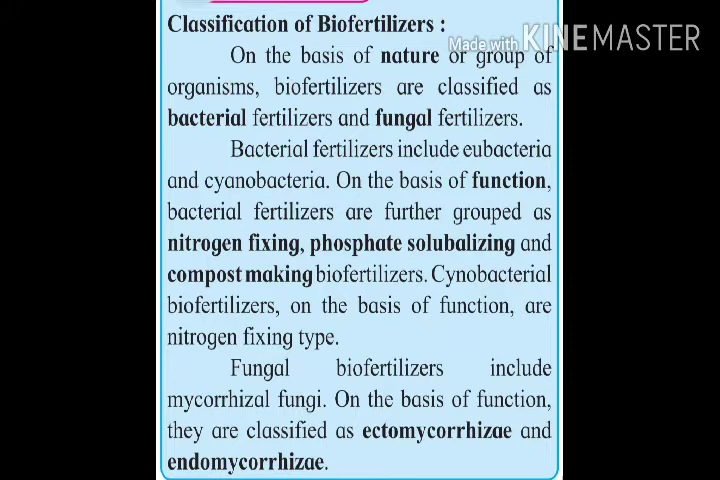 Classification of Biofertilizers :
Made with KINEMASTER
On the basis of nature or group of
organisms, biofertilizers are classified as
bacterial fertilizers and fungal fertilizers.
Bacterial fertilizers include eubacteria
and cyanobacteria. On the basis of function,
bacterial fertilizers are further grouped as
nitrogen fixing, phosphate solubalizing and
compost making biofertilizers. Cynobacterial
biofertilizers, on the basis of function, are
nitrogen fixing type.
Fungal biofertilizers include
mycorrhizal fungi. On the basis of function,
they are classified as ectomycorrhizae and
endomycorrhizae.